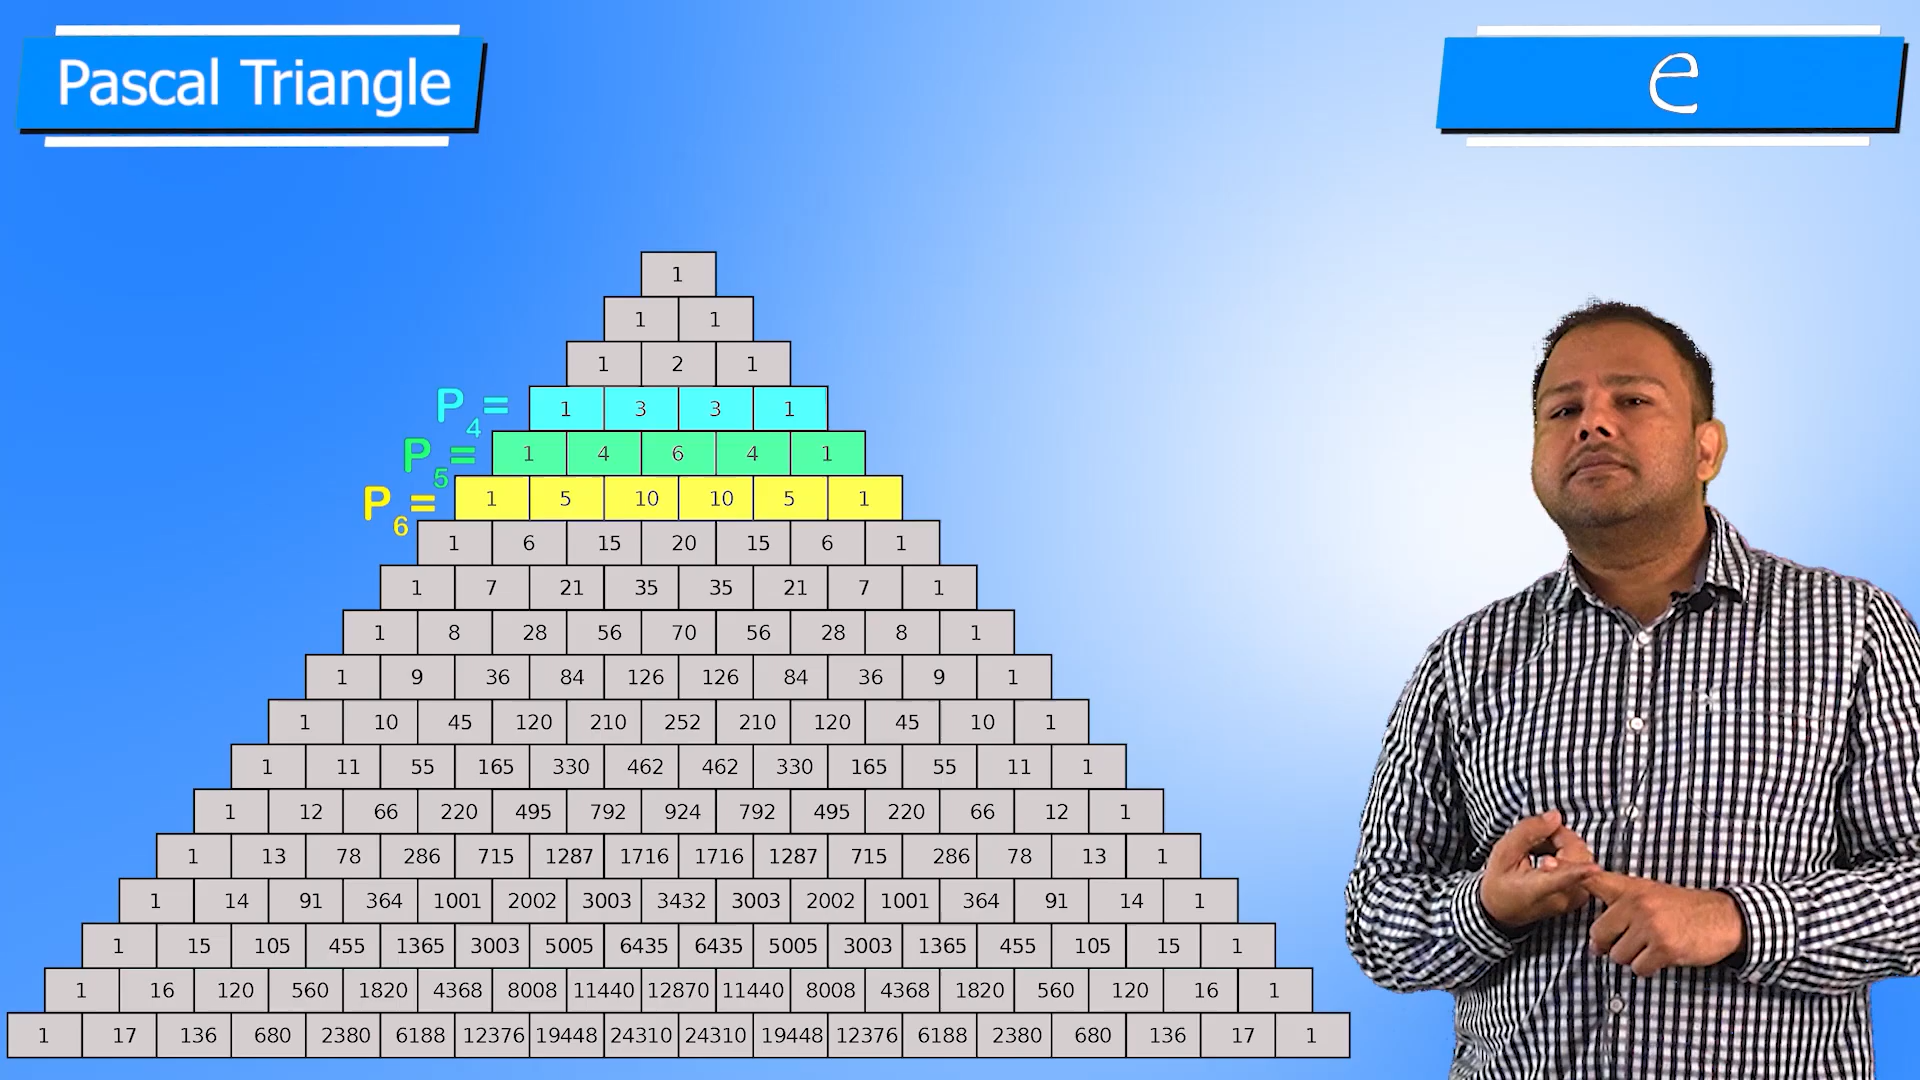 Pascal Triangle
e
1
1 1
1 2 1
P4= 1 3 3 1
P5= 1 4 6 4 1
P6= 1 5 10 10 5 1
1 6 15 20 15 6 1
1 7 21 35 35 21 7 1
1 8 28 56 70 56 28 8 1
1 9 36 84 126 126 84 36 9 1
1 10 45 120 210 252 210 120 45 10 1
1 11 55 165 330 462 462 330 165 55 11 1
1 12 66 220 495 792 924 792 495 220 66 12 1
1 13 78 286 715 1287 1716 1716 1287 715 286 78 13 1
1 14 91 364 1001 2002 3003 3432 3003 2002 1001 364 91 14 1
1 15 105 455 1365 3003 5005 6435 6435 5005 3003 1365 455 105 15 1
1 16 120 560 1820 4368 8008 11440 12870 11440 8008 4368 1820 560 120 16 1
1 17 136 680 2380 6188 12376 19448 24310 24310 19448 12376 6188 2380 680 136 17 1